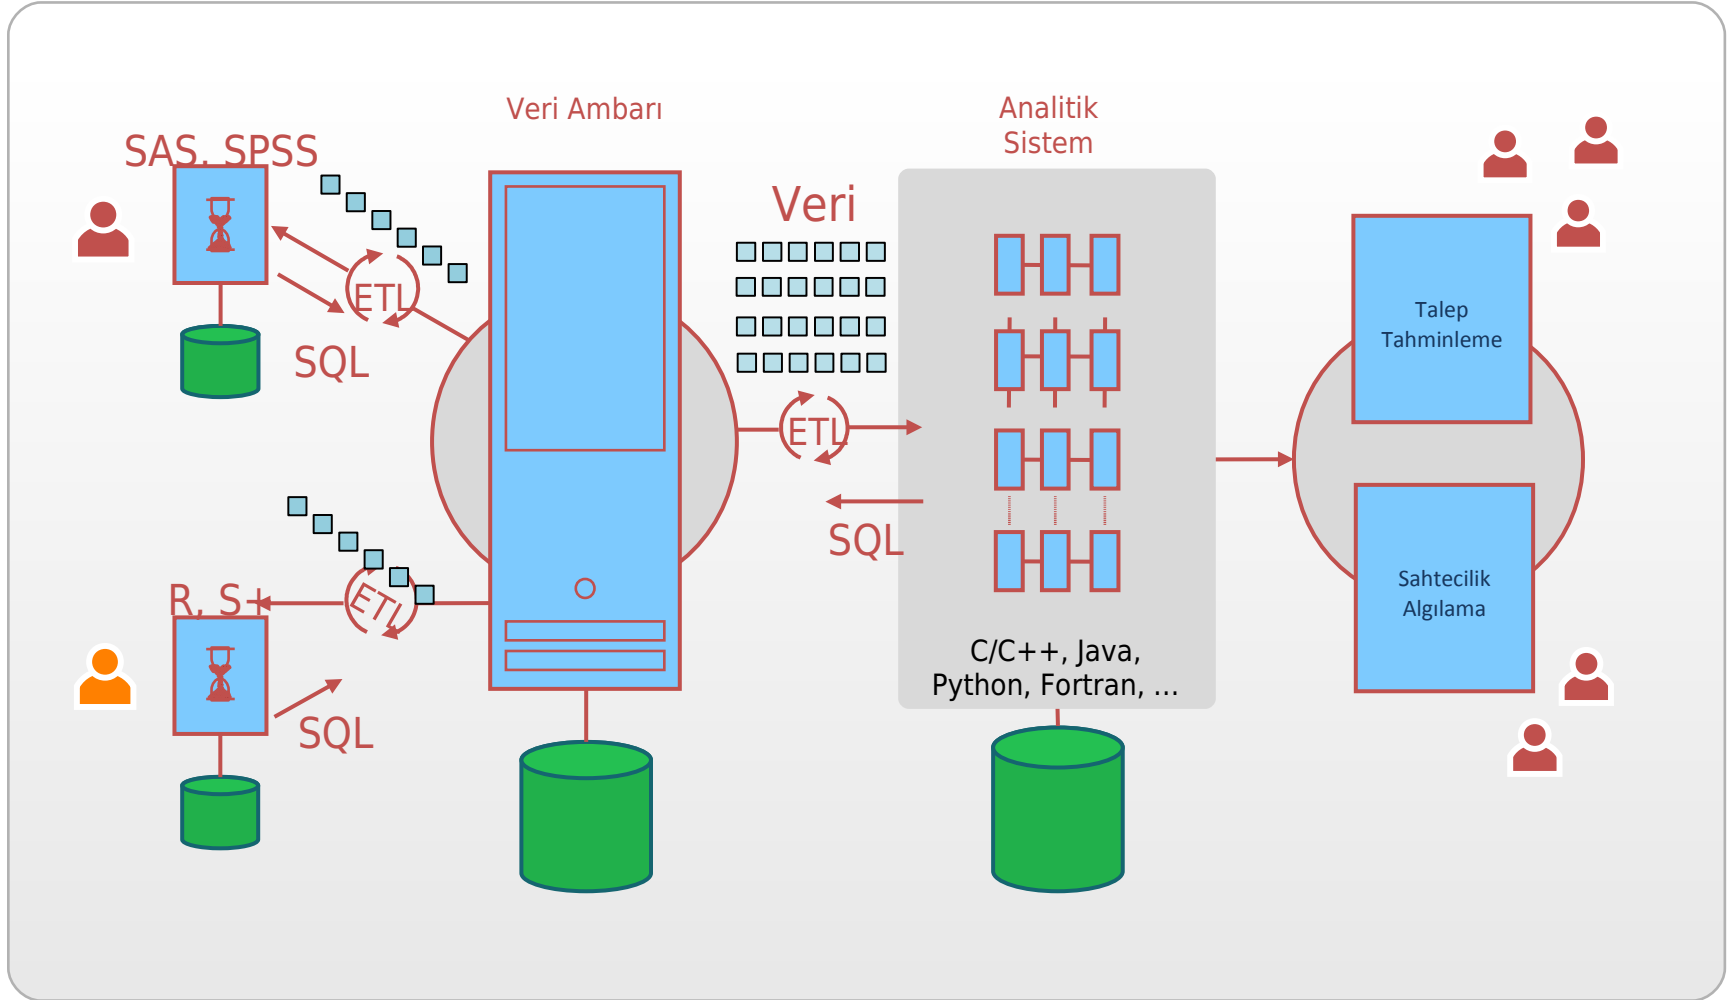 Veri Ambarı
Analitik
Sistem
SAS, SPSS
Veri
ETL
SQL
Talep
Tahminleme
ETL
SQL
R, S+
ETL
SQL
Sahtecilik
Algılama
C/C++, Java,
Python, Fortran, ...